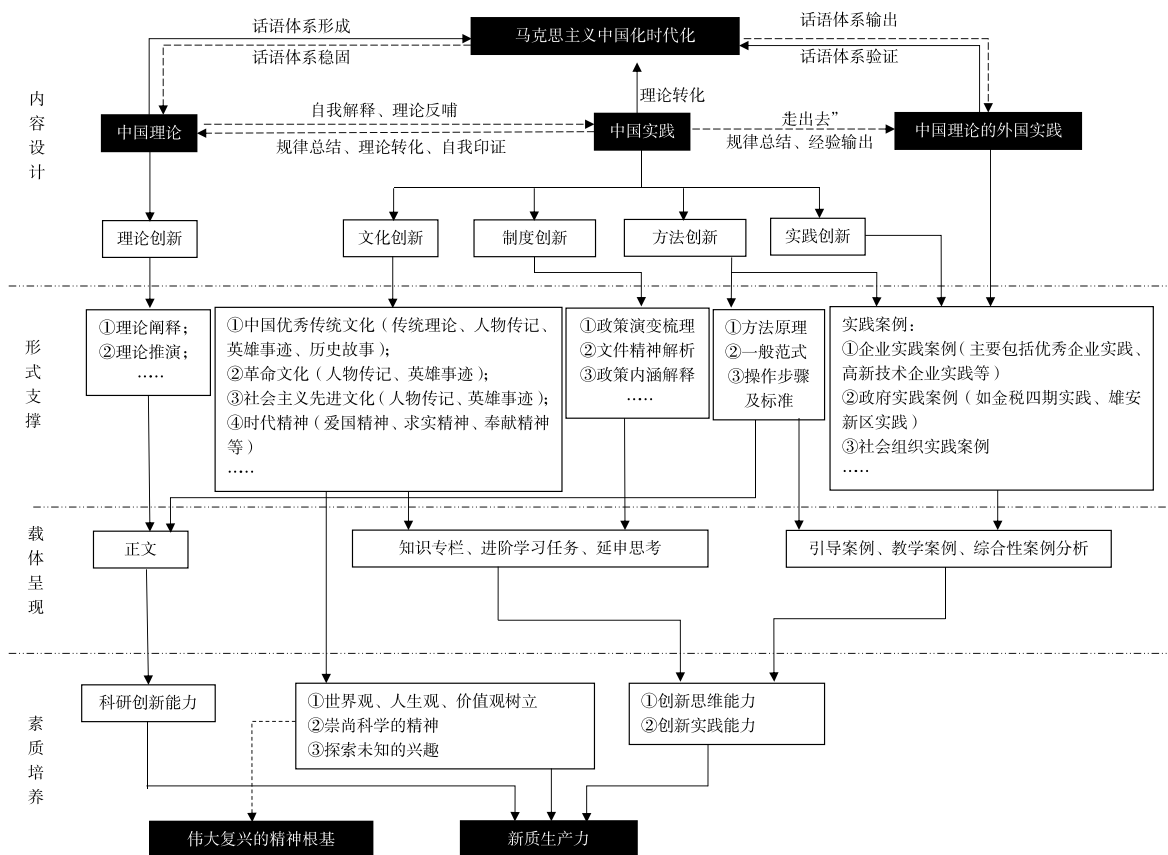 话语体系形成
马克思主义中国化时代化
话语体系输出
话语体系稳固
话语体系验证
内容设计
理论转化
自我解释、理论反哺
走出去”
中国理论
中国实践
中国理论的外国实践
规律总结、理论转化、自我印证
规律总结、经验输出
理论创新
文化创新
制度创新
方法创新
实践创新
形式支撑
①理论阐释;
②理论推演;
……
①中国优秀传统文化(传统理论、人物传记、
英雄事迹、历史故事);
②革命文化(人物传记、英雄事迹);
③社会主义先进文化(人物传记、英雄事迹);
④时代精神(爱国精神、求实精神、奉献精神
等)
……
①政策演变梳理
②文件精神解析
③政策内涵解释
……
①方法原理
②一般范式
③操作步骤
及标准
实践案例:
①企业实践案例(主要包括优秀企业实践、
高新技术企业实践等)
②政府实践案例(如金税四期实践、雄安
新区实践)
③社会组织实践案例
……
载体呈现
正文
知识专栏、进阶学习任务、延申思考
引导案例、教学案例、综合性案例分析
素质培养
科研创新能力
①世界观、人生观、价值观树立
②崇尚科学的精神
③探索未知的兴趣
①创新思维能力
②创新实践能力
伟大复兴的精神根基
新质生产力